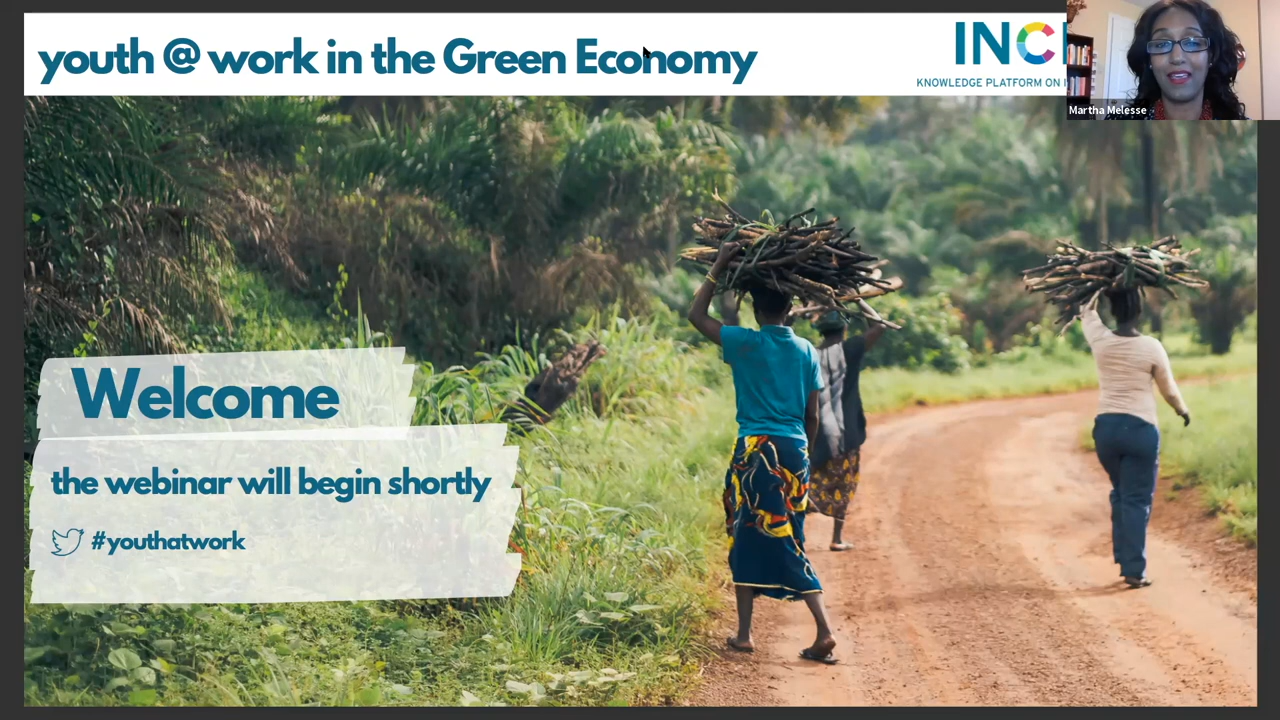 youth @ work in the Green Economy
INC
KNOWLEDGE PLATFORM ON
Martha Melesse
Welcome
the webinar will begin shortly
#youthatwork